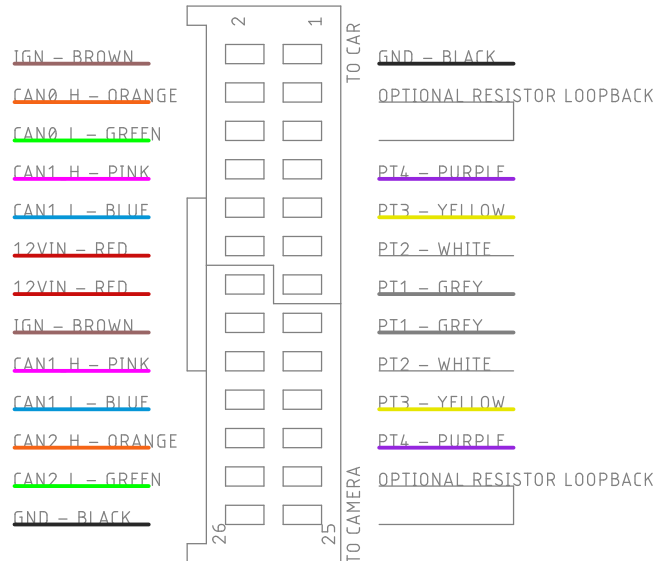 2 1
TO CAR
IGN – BROWN
GND – BLACK
CAN0 H – ORANGE
OPTIONAL RESISTOR LOOPBACK
CAN0 L – GREEN
CAN1 H – PINK
PT4 – PURPLE
CAN1 L – BLUE
PT3 – YELLOW
12VIN – RED
PT2 – WHITE
12VIN – RED
PT1 – GREY
IGN – BROWN
PT1 – GREY
CAN1 H – PINK
PT2 – WHITE
CAN1 L – BLUE
PT3 – YELLOW
CAN2 H – ORANGE
PT4 – PURPLE
CAN2 L – GREEN
OPTIONAL RESISTOR LOOPBACK
GND – BLACK
26 25
TO CAMERA